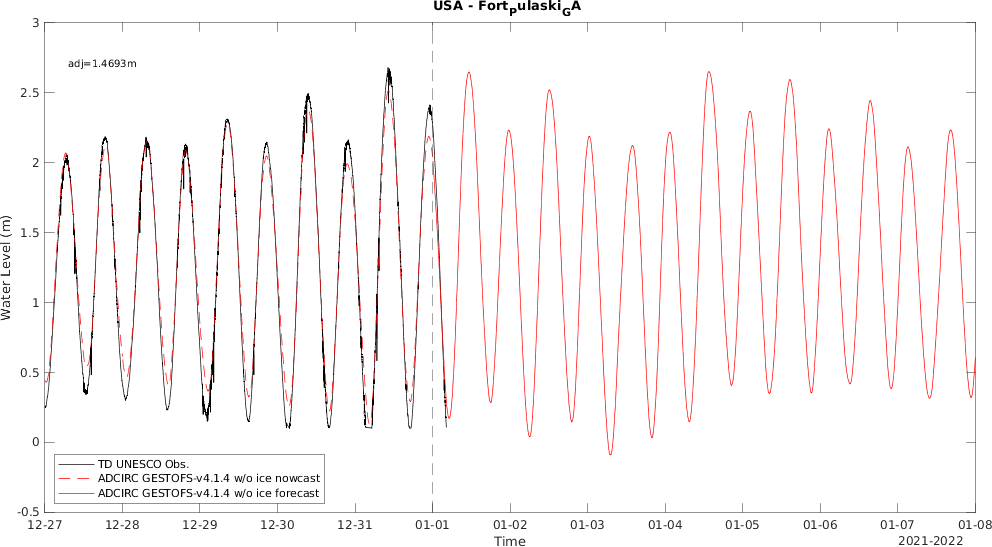 USA - Fort_Pulaski_GA
adj=1.4693m
3
2.5
2
1.5
1
0.5
0
-0.5
Water Level (m)
TD UNESCO Obs.
ADCIRC GESTOFS-v4.1.4 w/o ice nowcast
ADCIRC GESTOFS-v4.1.4 w/o ice forecast
12-27 12-28 12-29 12-30 12-31 01-01 01-02 01-03 01-04 01-05 01-06 01-07 01-08
Time
2021-2022